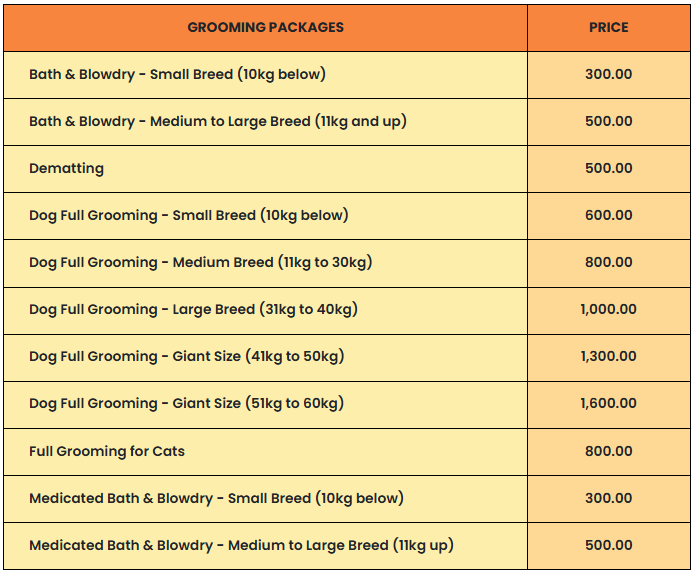 GROOMING PACKAGES PRICE
Bath & Blowdry - Small Breed (10kg below) 300.00
Bath & Blowdry - Medium to Large Breed (11kg and up) 500.00
Dematting 500.00
Dog Full Grooming - Small Breed (10kg below) 600.00
Dog Full Grooming - Medium Breed (11kg to 30kg) 800.00
Dog Full Grooming - Large Breed (31kg to 40kg) 1,000.00
Dog Full Grooming - Giant Size (41kg to 50kg) 1,300.00
Dog Full Grooming - Giant Size (51kg to 60kg) 1,600.00
Full Grooming for Cats 800.00
Medicated Bath & Blowdry - Small Breed (10kg below) 300.00
Medicated Bath & Blowdry - Medium to Large Breed (11kg up) 500.00